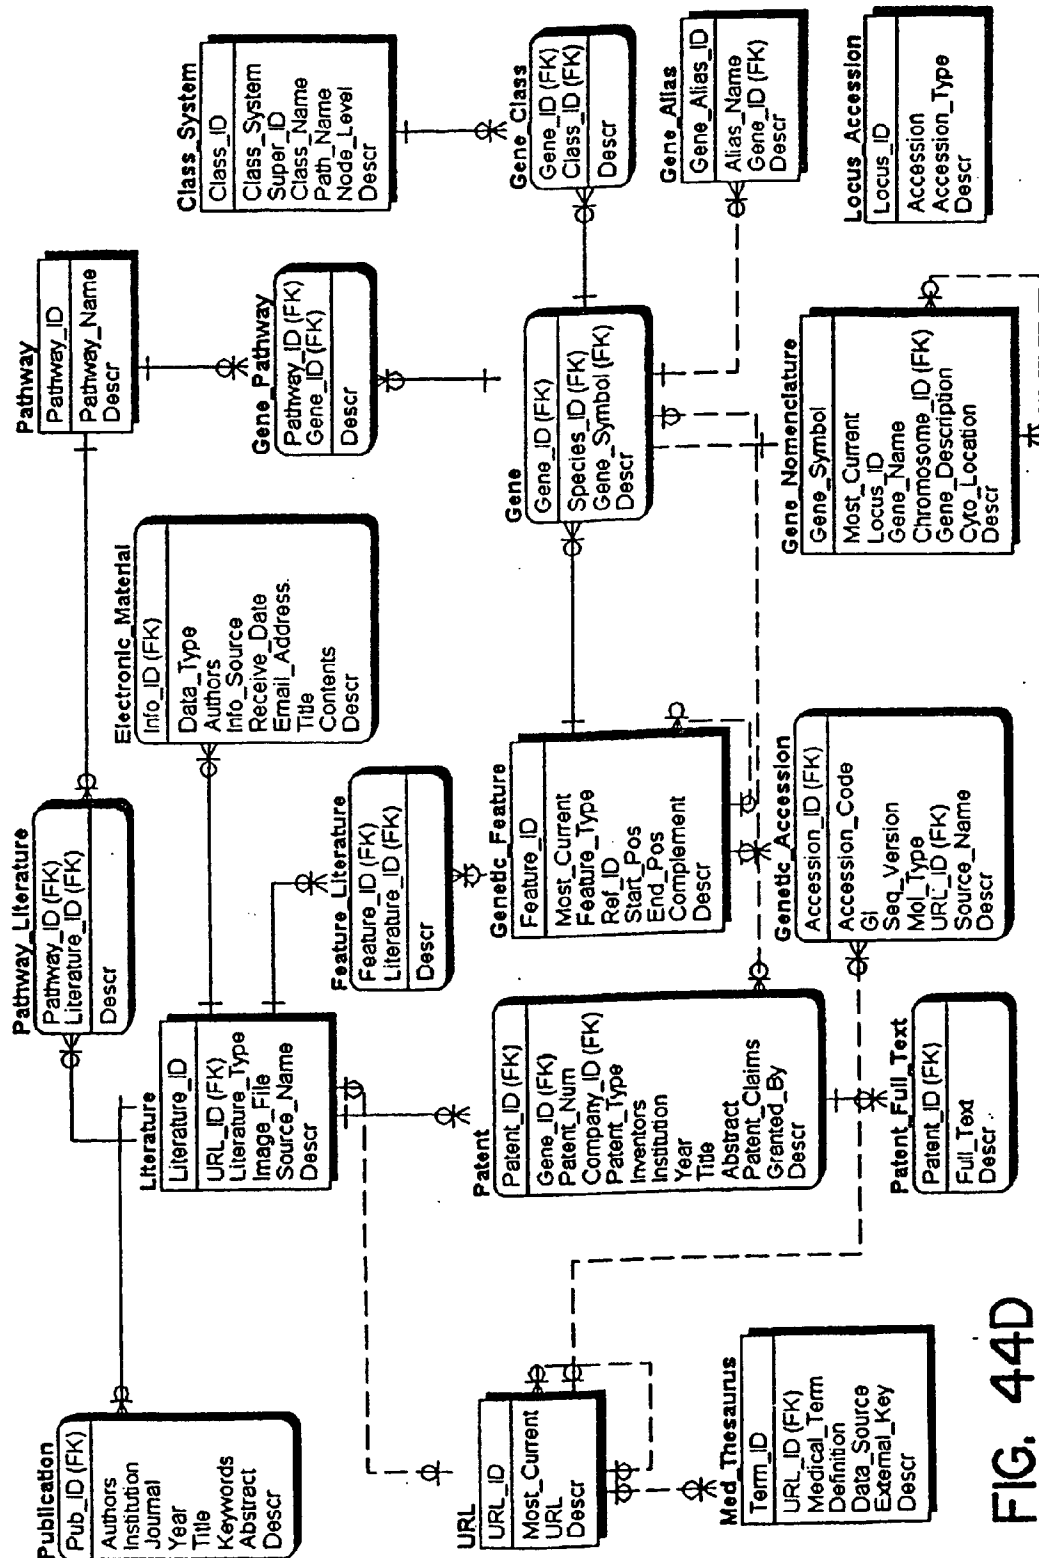 Publication
Pub_ID (FK)
Authors
Institution
Journal
Year
Title
Keywords
Abstract
Descr
Pathway_Literature
Pathway_ID (FK)
Literature_ID (FK)
Descr
Pathway
Pathway_ID
Pathway_Name
Descr
Class_System
Class_ID
Class_System
Super_ID
Class_Name
Path_Name
Node_Level
Descr
Literature
Literature_ID
URL_ID (FK)
Literature_Type
Image_File
Source_Name
Descr
Electronic_Material
Info_ID (FK)
Data_Type
Authors
Info_Source
Receive_Date
Email_Address
Title
Contents
Descr
Gene_Pathway
Pathway_ID (FK)
Gene_ID (FK)
Descr
Feature_Literature
Feature_ID (FK)
Literature_ID (FK)
Descr
Gene_Class
Gene_ID (FK)
Class_ID (FK)
Descr
URL
URL_ID
Most_Current
URL
Descr
Patent
Patent_ID (FK)
Gene_ID (FK)
Patent_Num
Company_ID (FK)
Patent_Type
Inventors
Institution
Year
Title
Abstract
Patent_Claims
Granted_By
Descr
Genetic_Feature
Feature_ID
Most_Current
Feature_Type
Ref_ID
Start_Pos
End_Pos
Complement
Descr
Gene
Gene_ID (FK)
Species_ID (FK)
Gene_Symbol (FK)
Descr
Gene_Alias
Gene_Alias_ID
Alias_Name
Gene_ID (FK)
Descr
Med_Thesaurus
Term_ID
URL_ID (FK)
Medical_Term
Definition
Data_Source
External_Key
Descr
Patent_Full_Text
Patent_ID (FK)
Full_Text
Descr
Genetic_Accession
Accession_ID (FK)
Accession_Code
GI
Seq_Version
Mol_Type
URL_ID (FK)
Source_Name
Descr
Gene_Nomenclature
Gene_Symbol
Most_Current
Locus_ID
Gene_Name
Chromosome_ID (FK)
Gene_Description
Cyto_Location
Descr
Locus_Accession
Locus_ID
Accession
Accession_Type
Descr
FIG. 44D